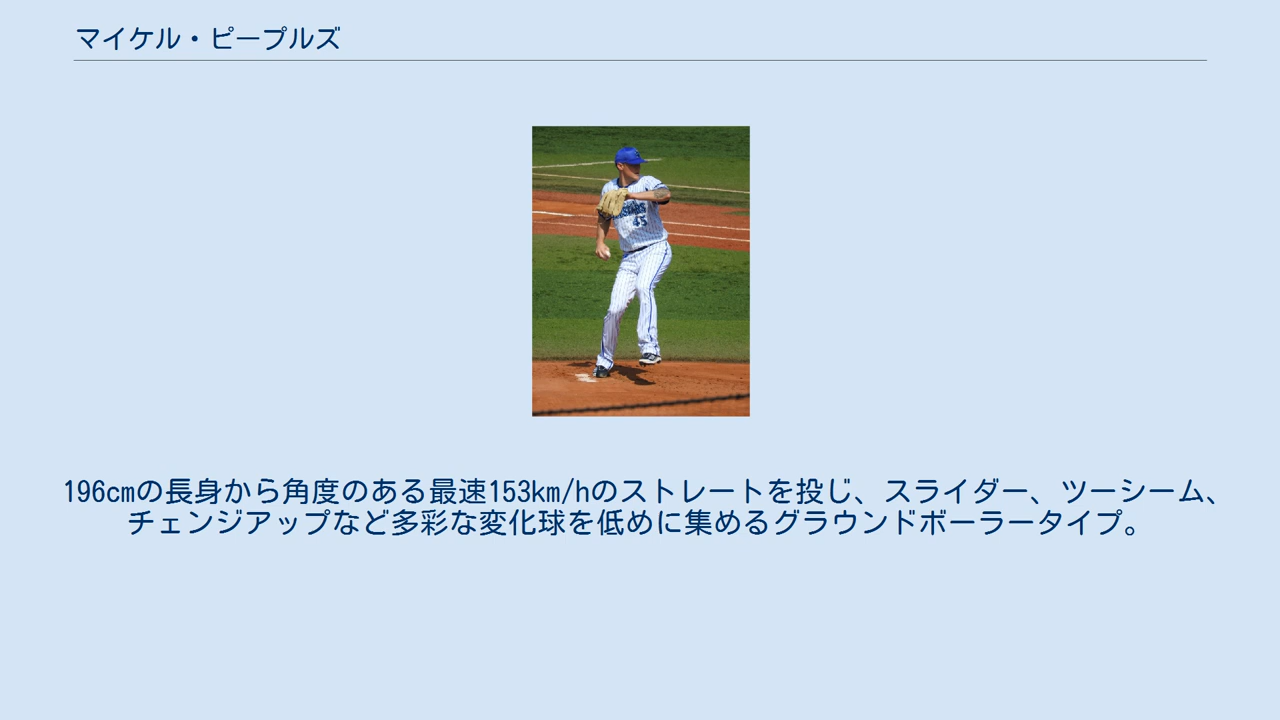 マイケル・ピープルズ
45
196cmの長身から角度のある最速153km/hのストレートを投じ、スライダー、ツーシーム、
チェンジアップなど多彩な変化球を低めに集めるグラウンドボーラータイプ。